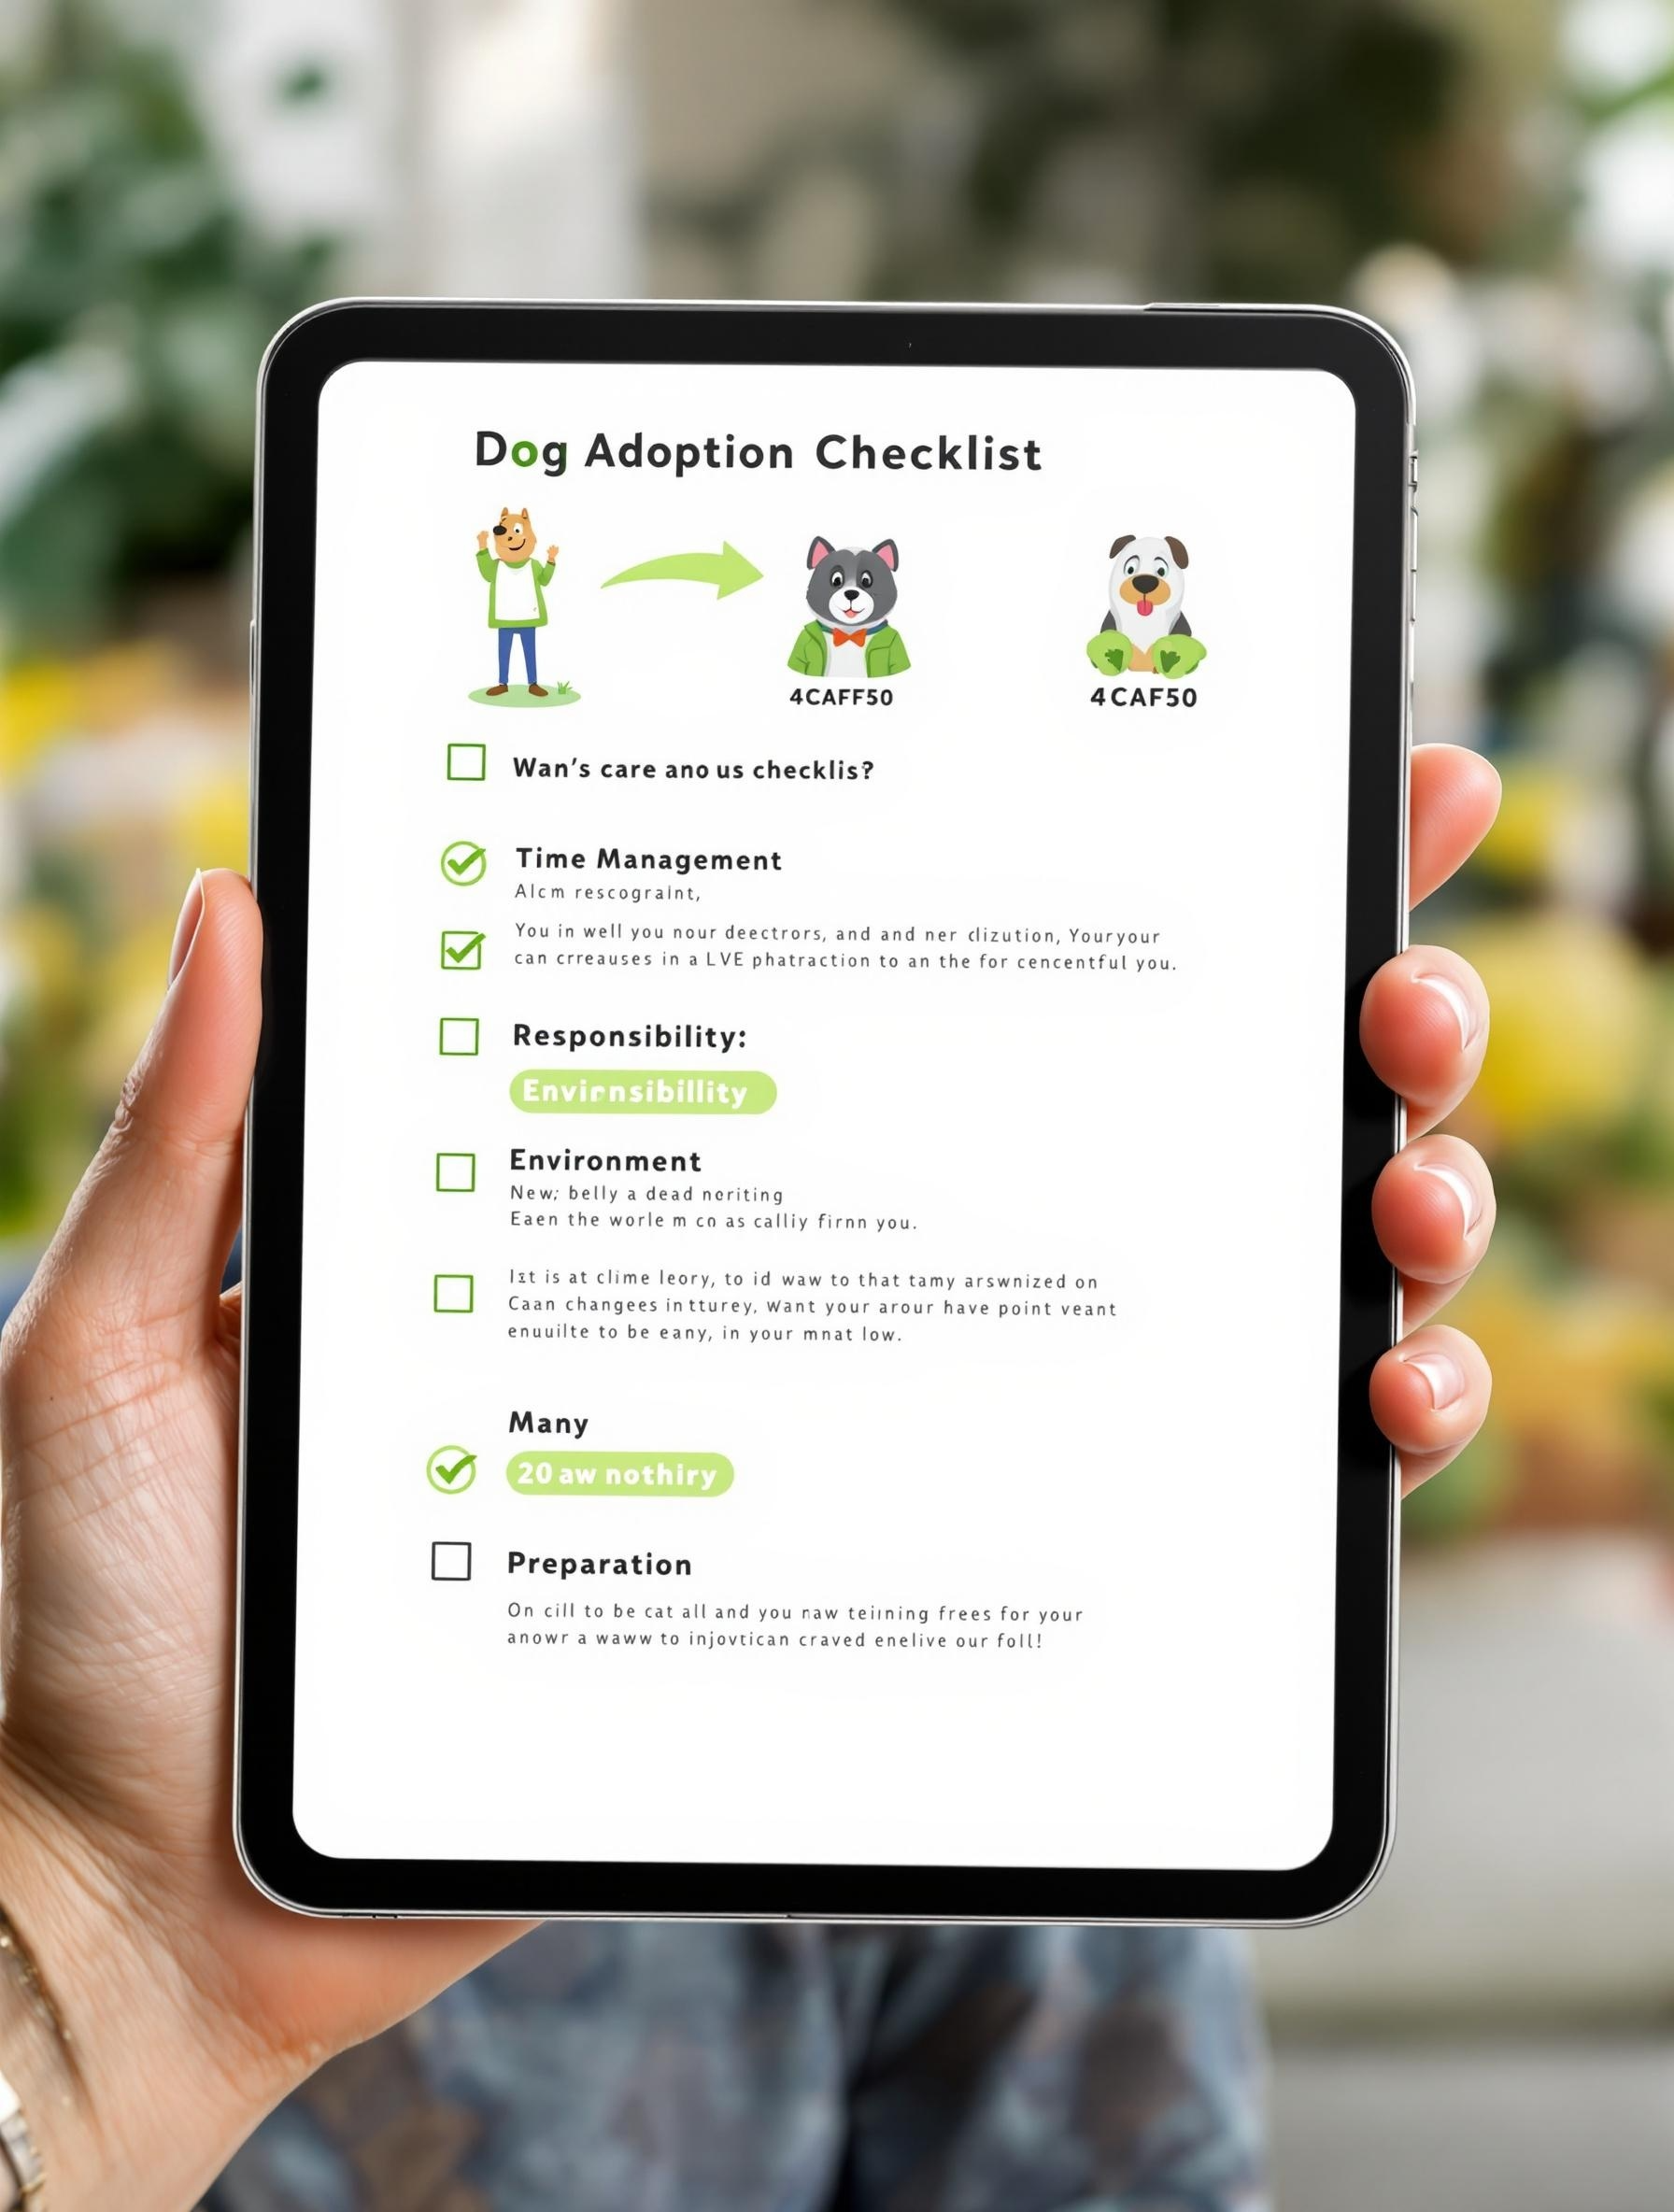 Dog Adoption Checklist
4CAFF50
4CAF50
Wan's care ano us checklis?
Time Management
Alcm rescograint,
You in well you nour deectrors, and and ner clizution, Youryour
can crreauses in a LVE phatraction to an the for cencentful you.
Responsibility:
Envirnsibillity
Environment
New; belly a dead noriting
Eaen the worle m co as calliy firnn you.
Izt is at clime leory, to id waw to that tamy arswnized on
Caan changees in tturey, Want your arour have point veant
enuuilte to be eany, in your mnat low.
Many
20 aw nothiry
Preparation
On cill to be cat all and you naw teiining frees for your
anowr a waww to injovtican craved enelive our foll!